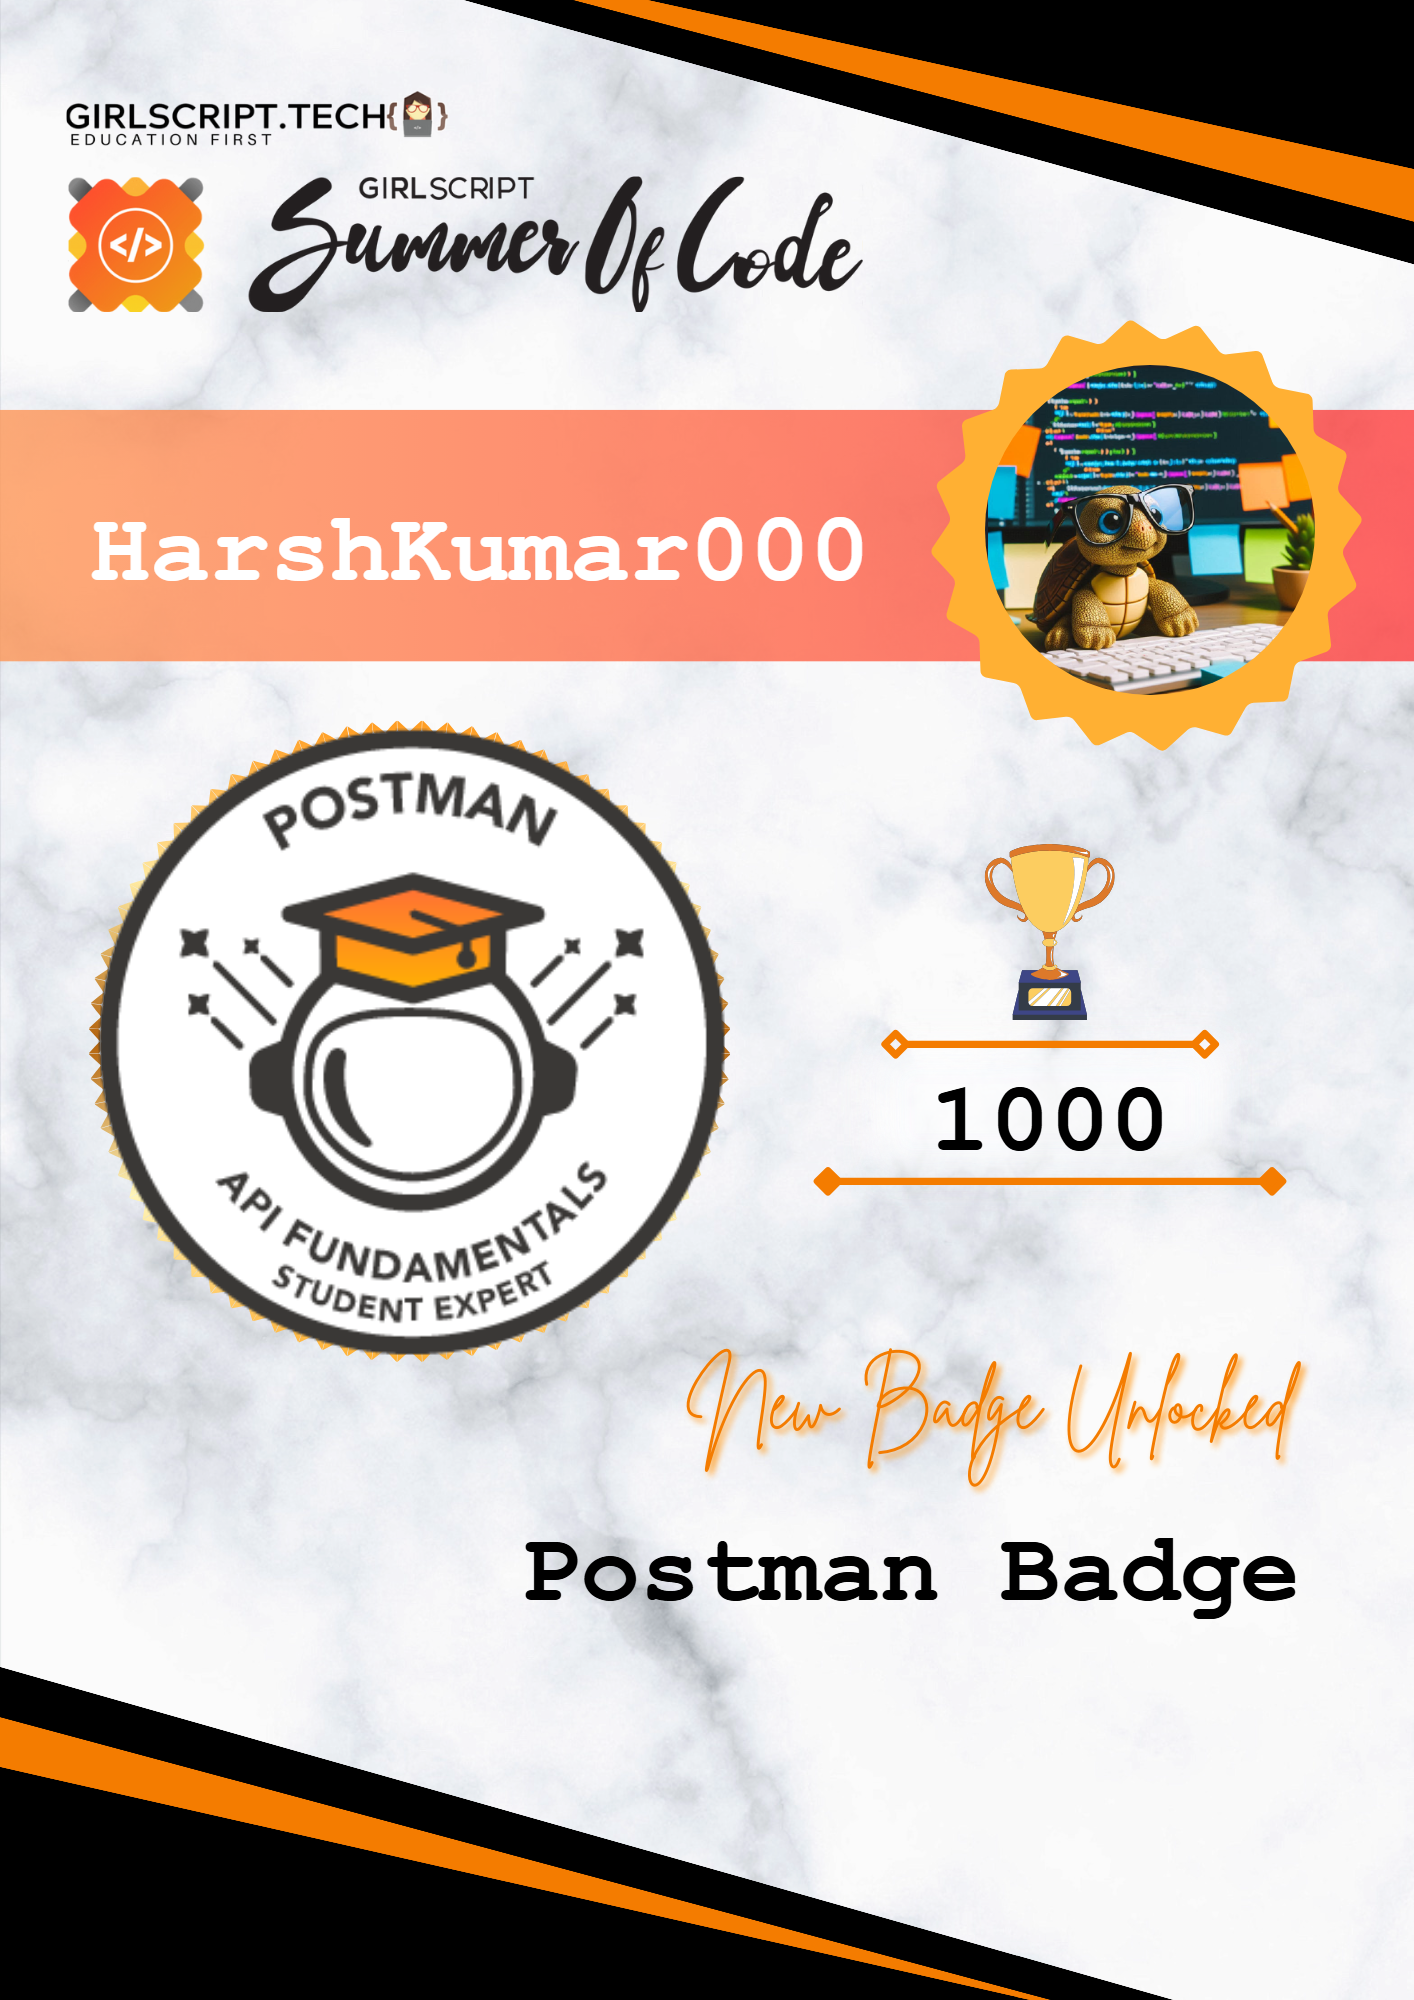 GIRLSCRIPT.TECH{ }
EDUCATION FIRST
GIRLSCRIPT
Summer Of Code
</>
HarshKumar000
POSTMAN
API FUNDAMENTALS
STUDENT EXPERT
1000
New Badge Unlocked
Postman Badge